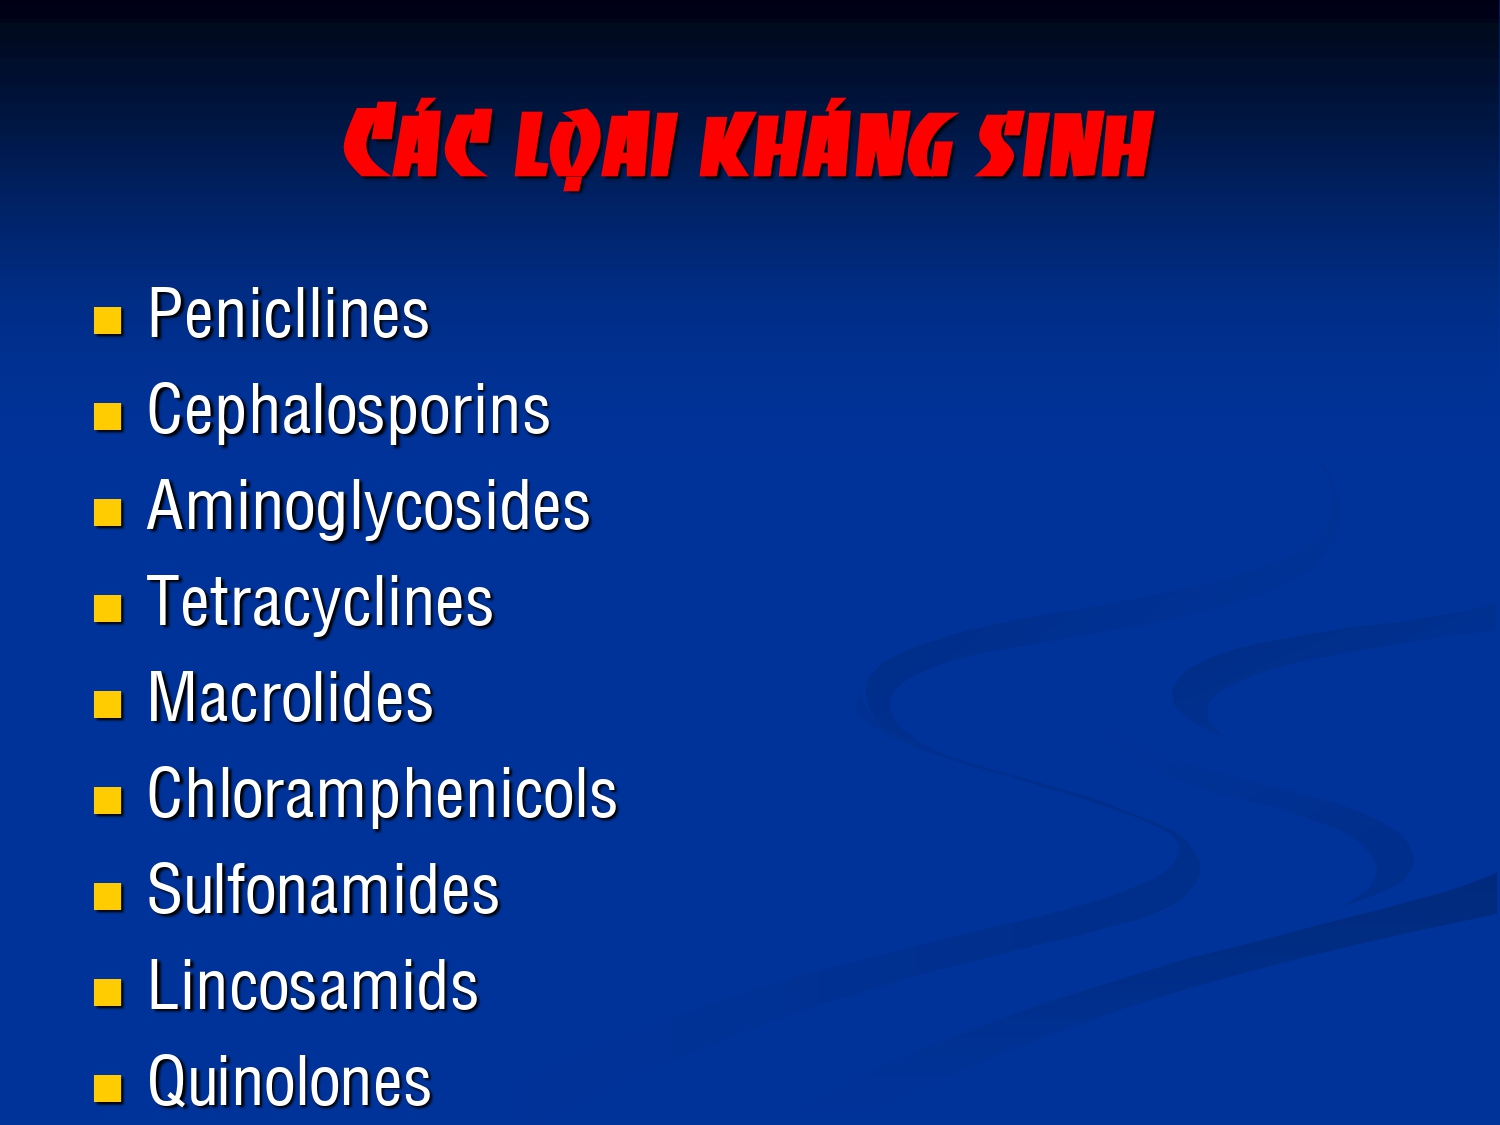 CÁC LỌAI KHÁNG SINH
Penicllines
Cephalosporins
Aminoglycosides
Tetracyclines
Macrolides
Chloramphenicols
Sulfonamides
Lincosamids
Quinolones